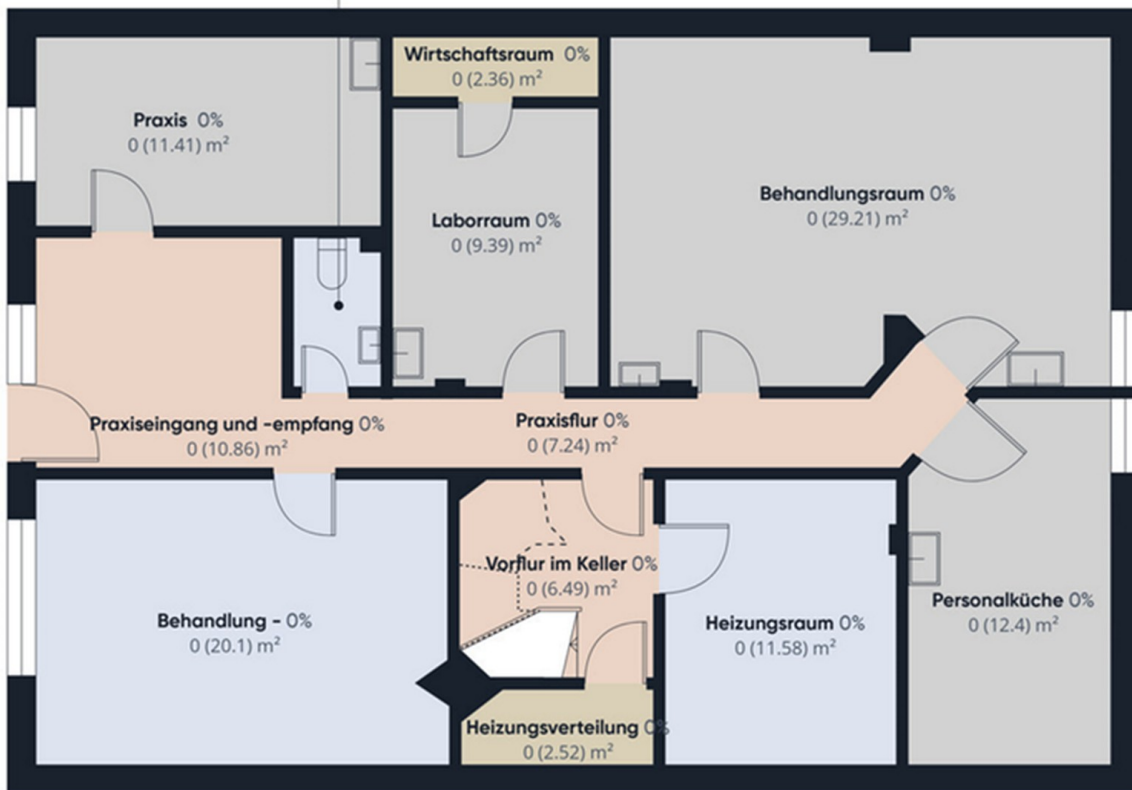 Wirtschaftsraum 0%
0 (2.36) m²
Praxis 0%
0 (11.41) m²
Behandlungsraum 0%
0 (29.21) m²
Laborraum 0%
0 (9.39) m²
Praxiseingang und -empfang 0%
0 (10.86) m²
Praxisflur 0%
0 (7.24) m²
Vorflur im Keller 0%
0 (6.49) m²
Behandlung - 0%
0 (20.1) m²
Heizungsraum 0%
0 (11.58) m²
Personalküche 0%
0 (12.4) m²
Heizungsverteilung 0%
0 (2.52) m²